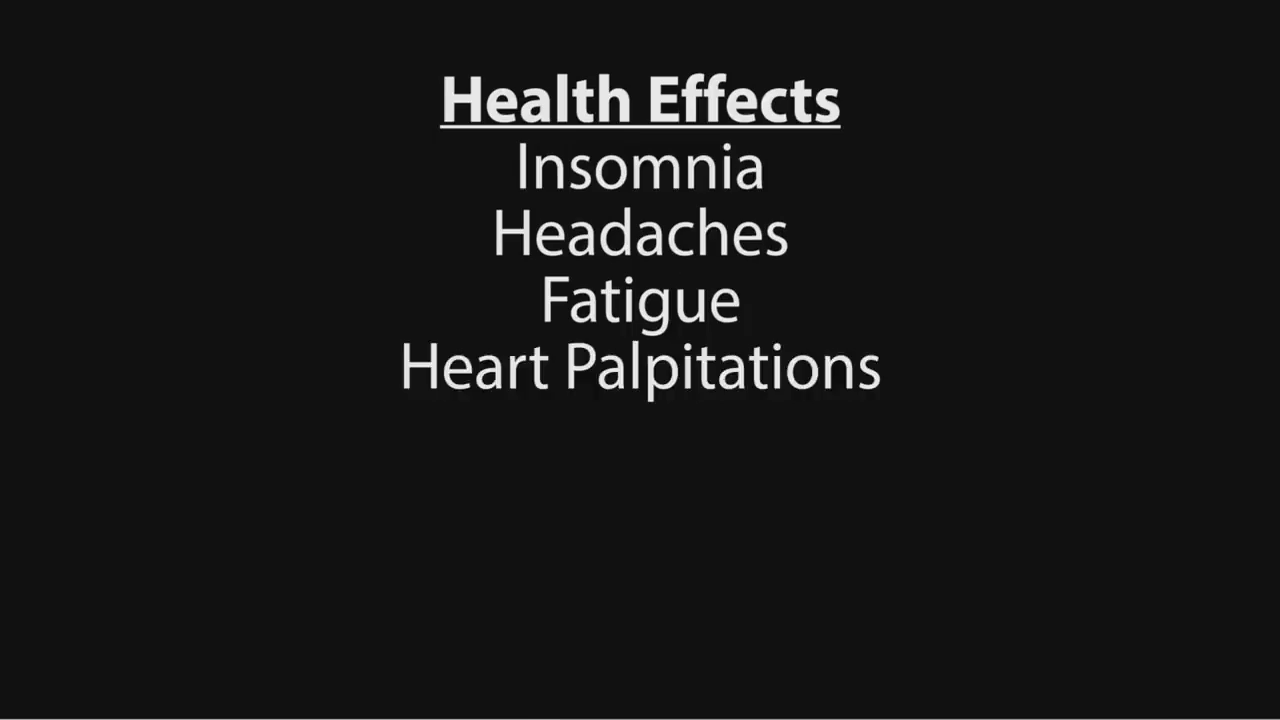 Health Effects
Insomnia
Headaches
Fatigue
Heart Palpitations